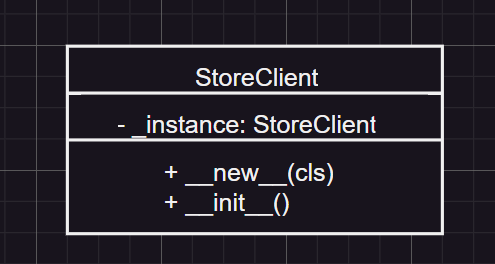 StoreClient
- _instance: StoreClient
+ __new__(cls)
+ __init__()